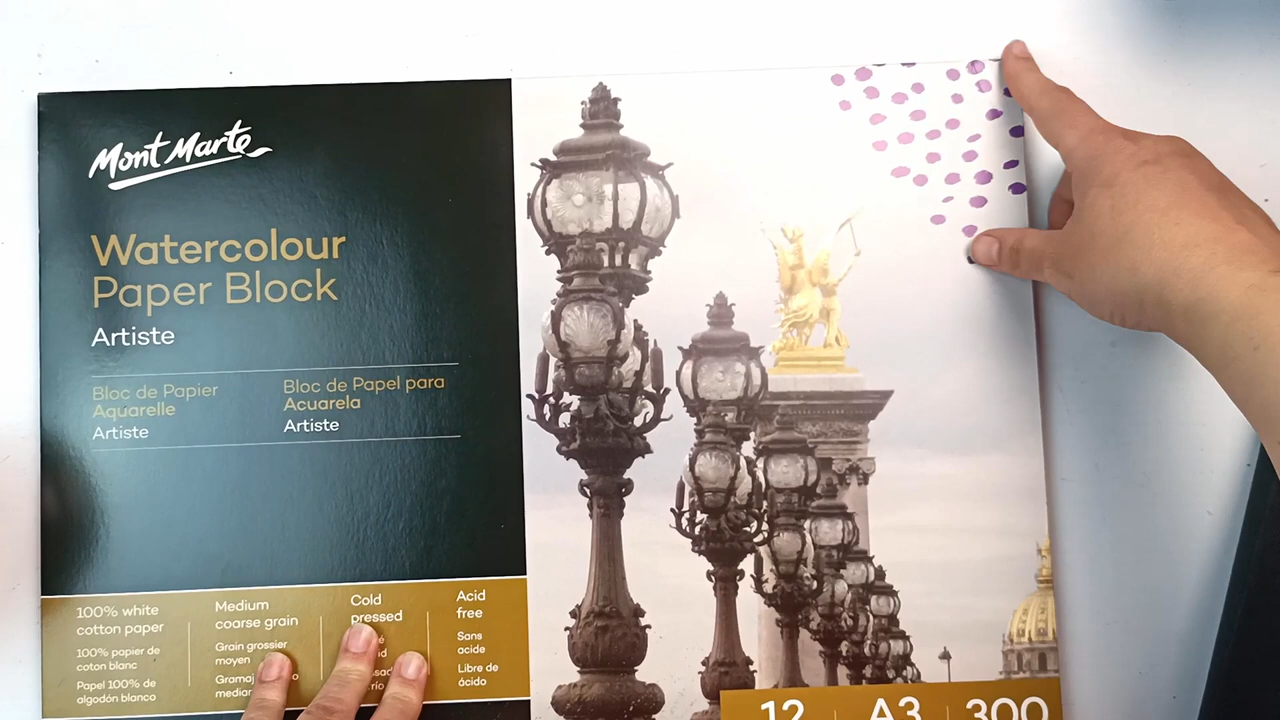 Mont Marte
Watercolour
Paper Block
Artiste
Bloc de Papier
Aquarelle
Artiste
Bloc de Papel para
Acuarela
Artiste
100% white
cotton paper
100% papier de
coton blanc
Papel 100% de
algodón blanco
Medium
coarse grain
Grain grossier
moyen
Cold
pressed
Acid
free
Sans
acide
Libre de
ácido
12
A3
300